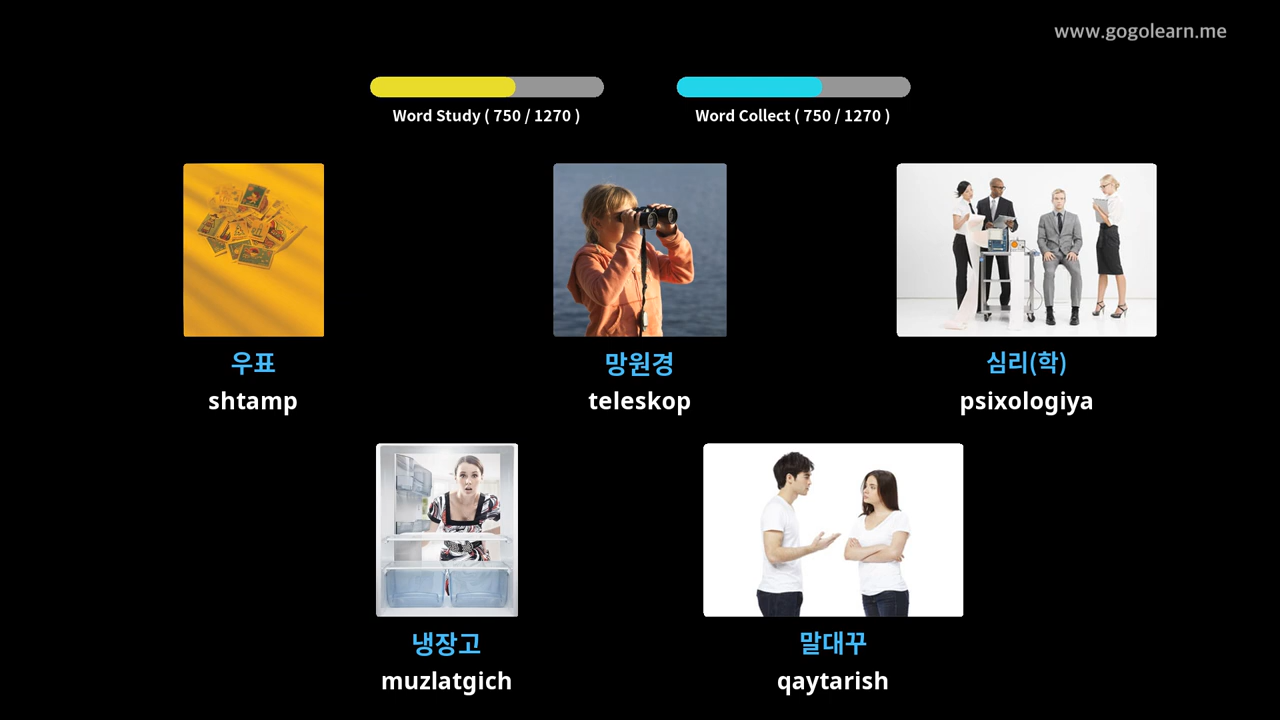 www.gogolearn.me
Word Study ( 750 / 1270 )
Word Collect ( 750 / 1270 )
우표
shtamp
망원경
teleskop
심리(학)
psixologiya
냉장고
muzlatgich
말대꾸
qaytarish